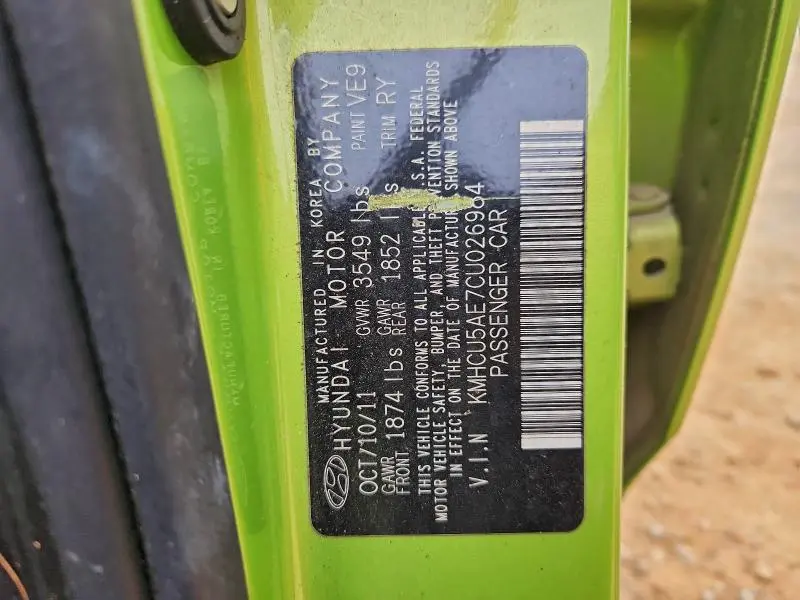 MANUFACTURED IN KOREA BY
HYUNDAI MOTOR COMPANY
OCT/10/11 GVWR 3549 lbs PAINT VE9
GAWR FRONT 1874 lbs GAWR REAR 1852 TRIM RY
THIS VEHICLE CONFORMS TO ALL APPLICABLE .S.A. FEDERAL
MOTOR VEHICLE SAFETY, BUMPER, AND THEFT PREVENTION STANDARDS
IN EFFECT ON THE DATE OF MANUFACTURE SHOWN ABOVE
V.I.N KMHCU5AE7CU026984
PASSENGER CAR